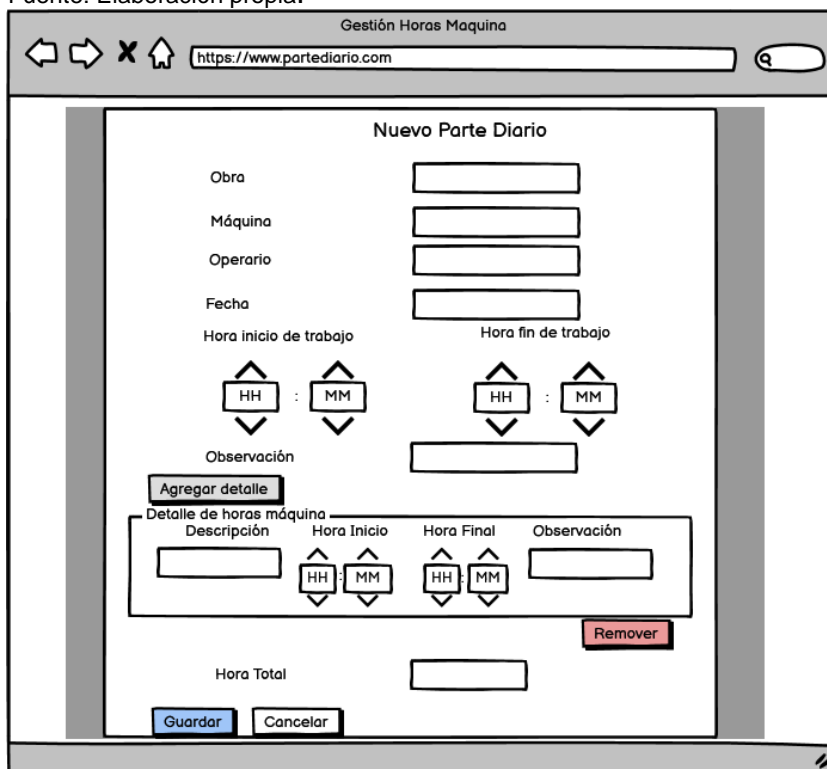 Fuente: Elaboración propia.
Gestión Horas Maquina
https://www.partediario.com
Nuevo Parte Diario
Obra
Máquina
Operario
Fecha
Hora inicio de trabajo Hora fin de trabajo
HH : MM HH : MM
Observación
Agregar detalle
Detalle de horas máquina
Descripción Hora Inicio Hora Final Observación
HH : MM HH : MM
Remover
Hora Total
Guardar Cancelar